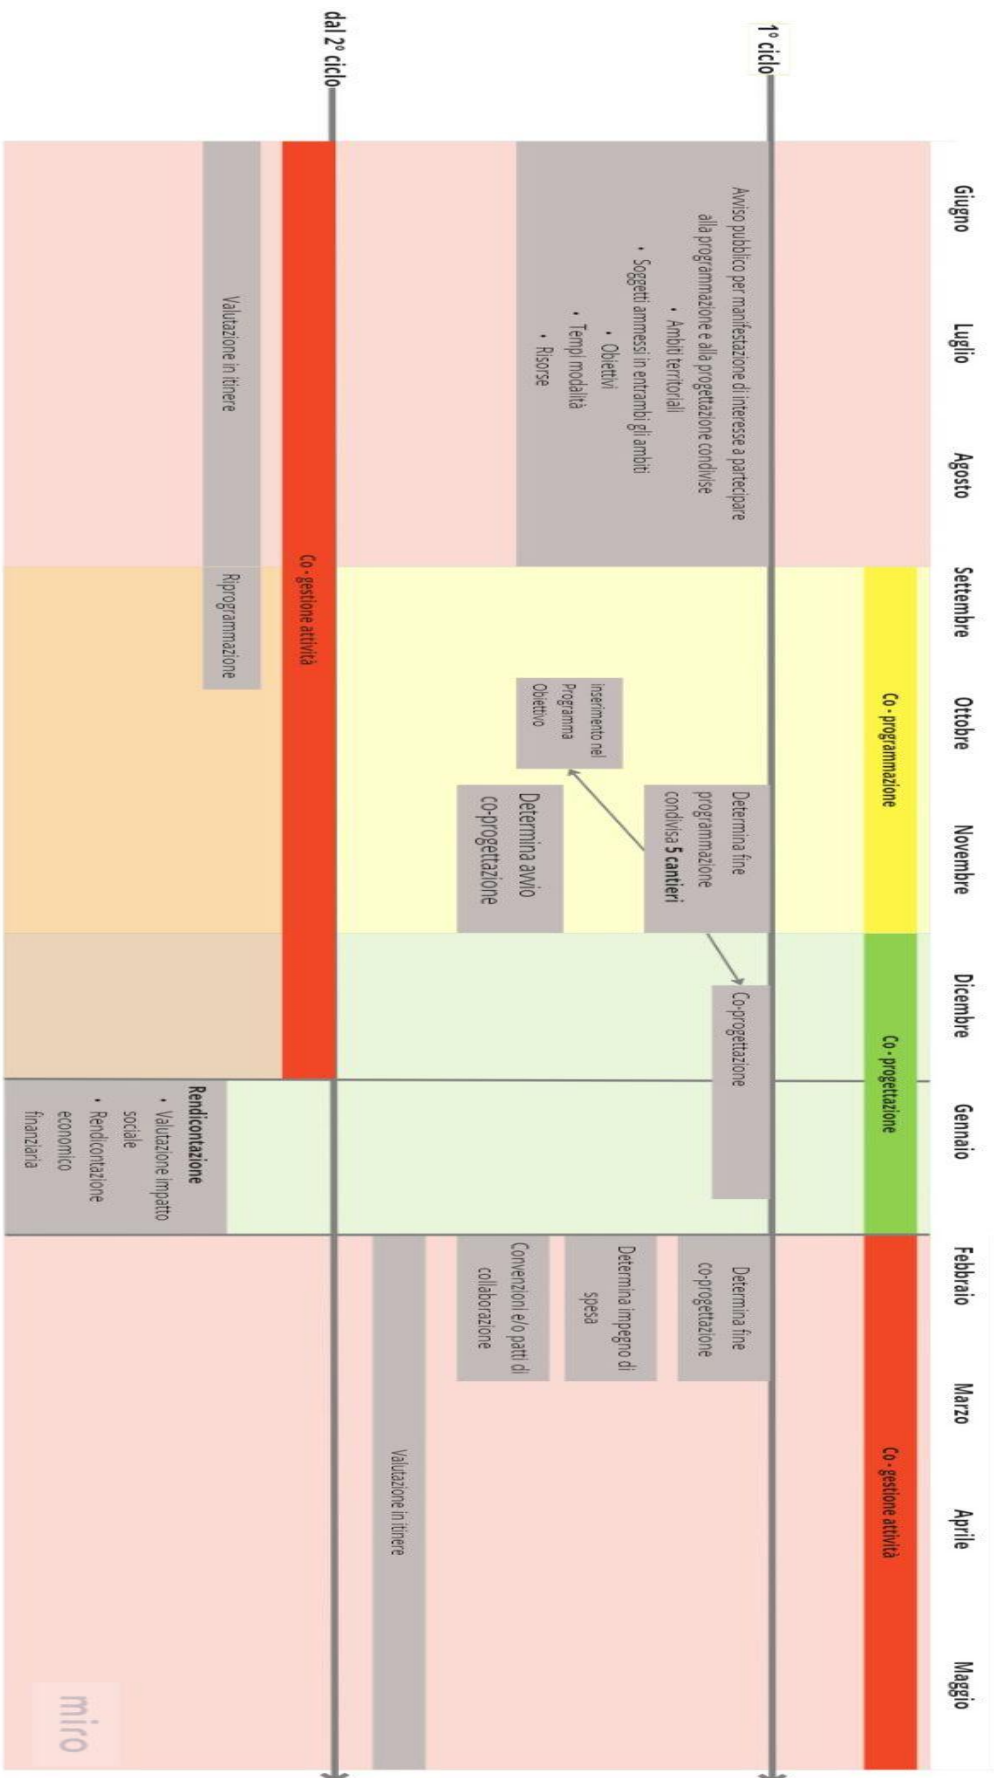 Giugno
Luglio
Agosto
Settembre
Ottobre
Novembre
Dicembre
Gennaio
Febbraio
Marzo
Aprile
Maggio
Co - programmazione
Co - progettazione
Co - gestione attività
1° ciclo
Avviso pubblico per manifestazione di interesse a partecipare
alla programmazione e alla progettazione condivise
• Ambiti territoriali
• Soggetti ammessi in entrambi gli ambiti
• Obiettivi
• Tempi modalità
• Risorse
Determina fine
programmazione
condivisa 5 cantieri
inserimento nel
Programma
Obiettivo
Determina avvio
co-progettazione
Co-progettazione
Determina fine
co-progettazione
Determina impegno di
spesa
Convenzioni e/o patti di
collaborazione
Valutazione in itinere
dal 2° ciclo
Co - gestione attività
Valutazione in itinere
Riprogrammazione
Rendicontazione
• Valutazione impatto
sociale
• Rendicontazione
economico
finanziaria
miro